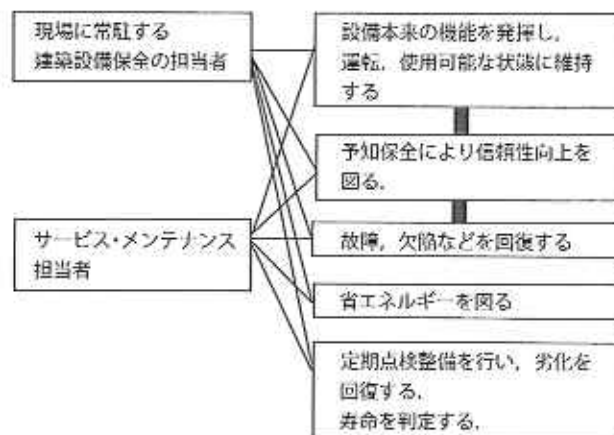 現場に常駐する
建築設備保全の担当者
サービス・メンテナンス
担当者
設備本来の機能を発揮し,
運転, 使用可能な状態に維持
する
予知保全により信頼性向上を
図る.
故障, 欠陥などを回復する
省エネルギーを図る
定期点検整備を行い, 劣化を
回復する.
寿命を判定する.